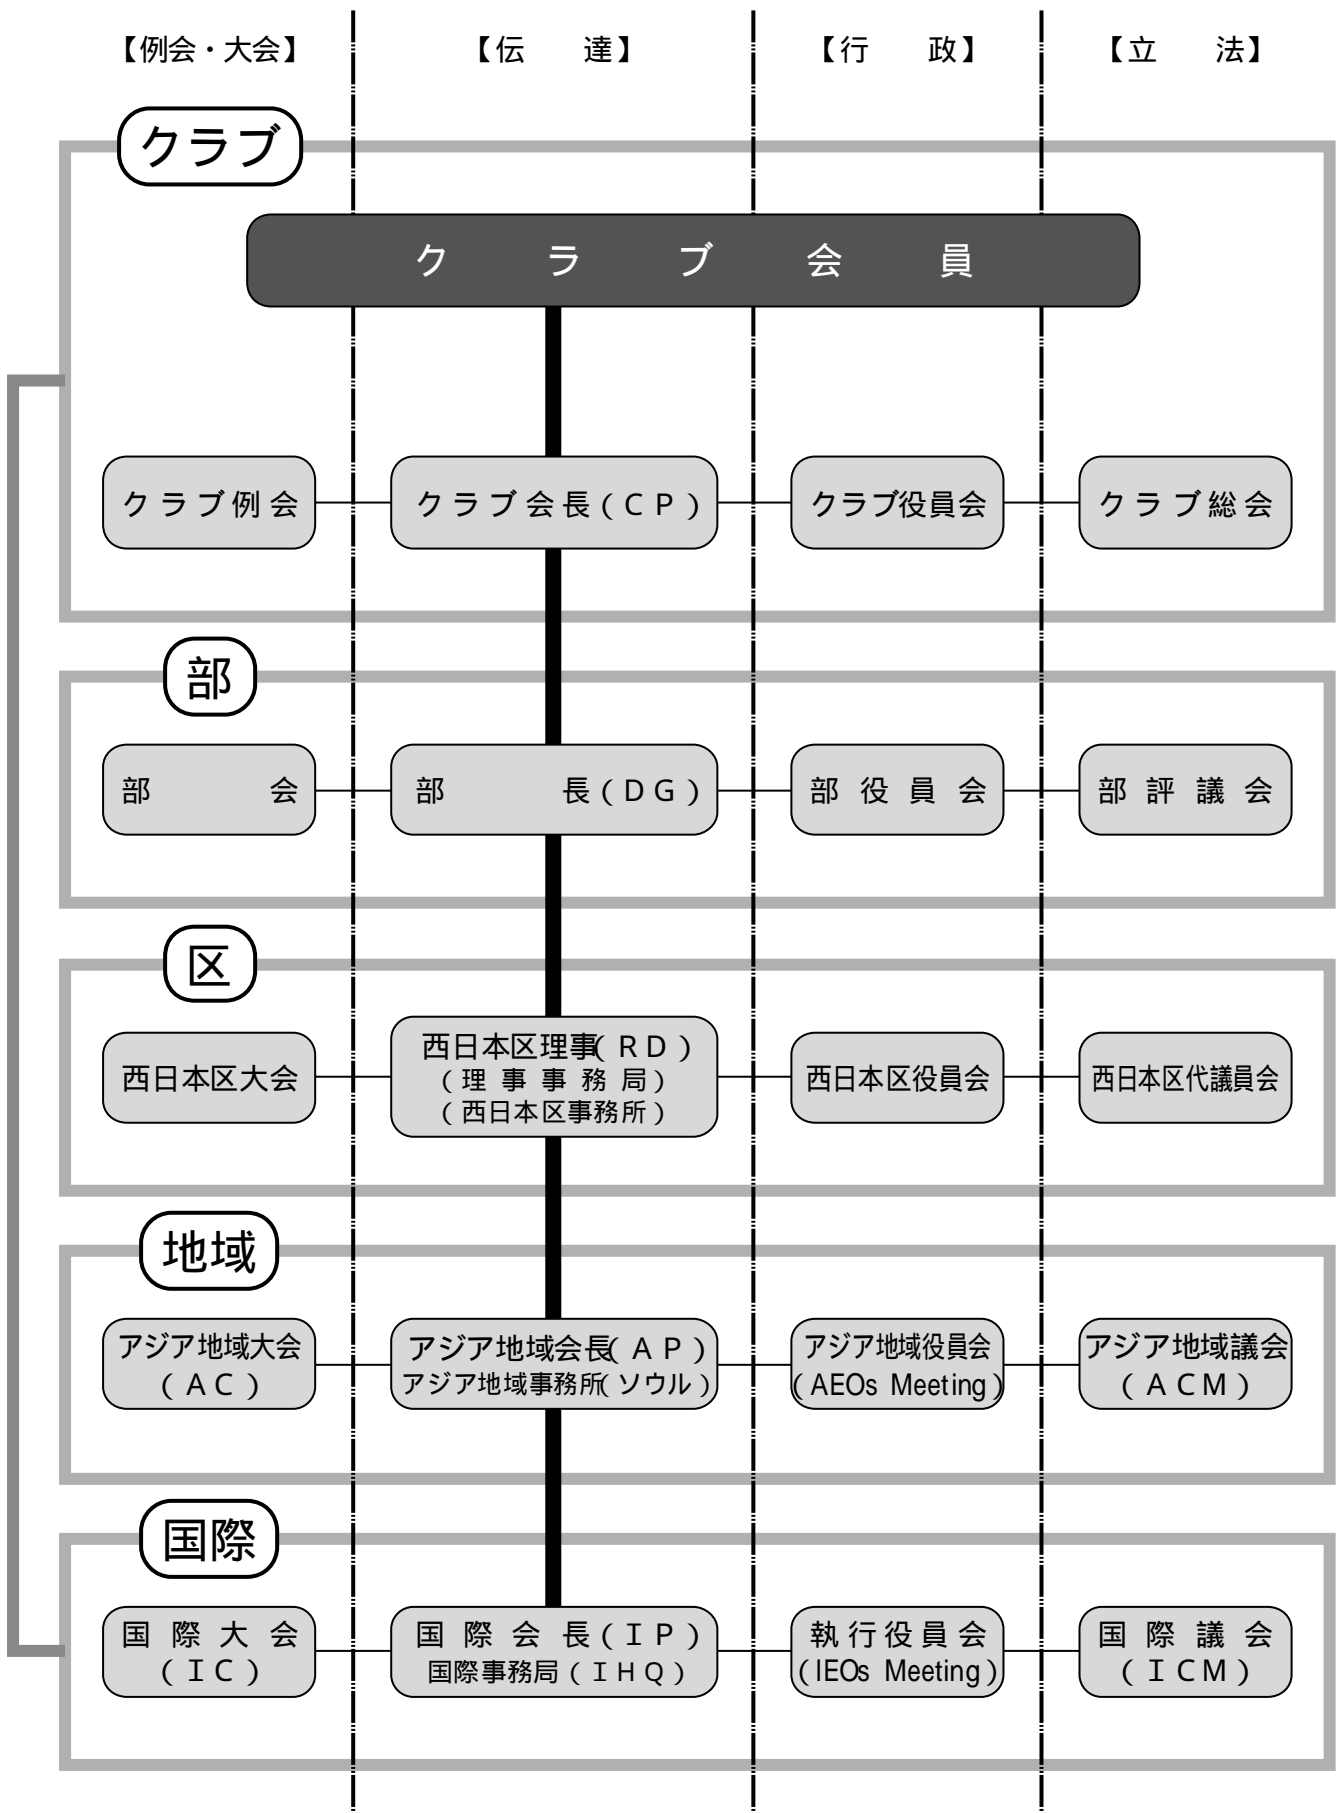 【例会・大会】
【伝　達】
【行　政】
【立　法】
クラブ
クラブ会員
クラブ例会
クラブ会長(CP)
クラブ役員会
クラブ総会
部
部会
部長(DG)
部役員会
部評議会
区
西日本区大会
西日本区理事(RD)
(理事事務局)
(西日本区事務所)
西日本区役員会
西日本区代議員会
地域
アジア地域大会
(AC)
アジア地域会長(AP)
アジア地域事務所(ソウル)
アジア地域役員会
(AEOs Meeting)
アジア地域議会
(ACM)
国際
国際大会
(IC)
国際会長(IP)
国際事務局(IHQ)
執行役員会
(IEOs Meeting)
国際議会
(ICM)